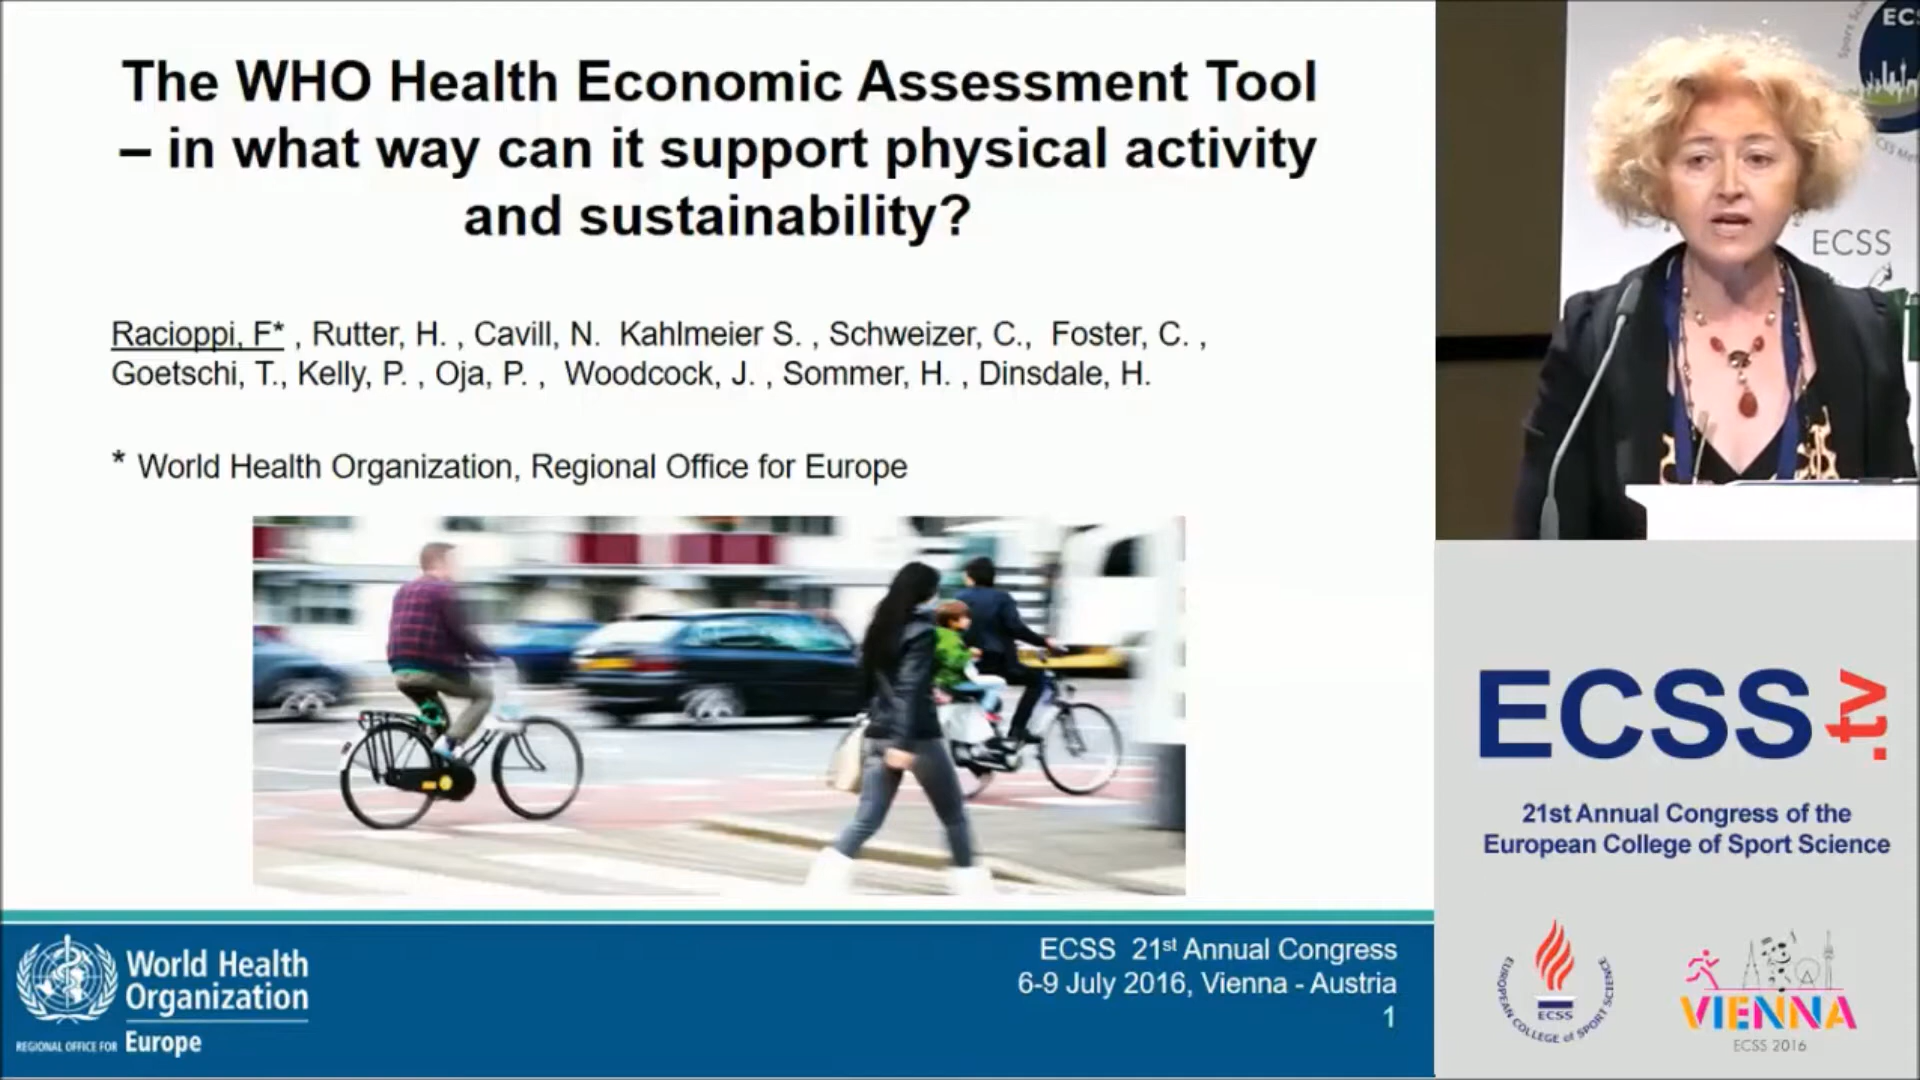 The WHO Health Economic Assessment Tool
– in what way can it support physical activity
and sustainability?
Racioppi, F* , Rutter, H. , Cavill, N. Kahlmeier S. , Schweizer, C., Foster, C. ,
Goetschi, T., Kelly, P. , Oja, P. , Woodcock, J. , Sommer, H. , Dinsdale, H.
* World Health Organization, Regional Office for Europe
World Health
Organization
REGIONAL OFFICE FOR Europe
ECSS 21st Annual Congress
6-9 July 2016, Vienna - Austria
1
ECSS
ECSS.tv
21st Annual Congress of the
European College of Sport Science
EUROPEAN COLLEGE of SPORT SCIENCE
ECSS
VIENNA
ECSS 2016